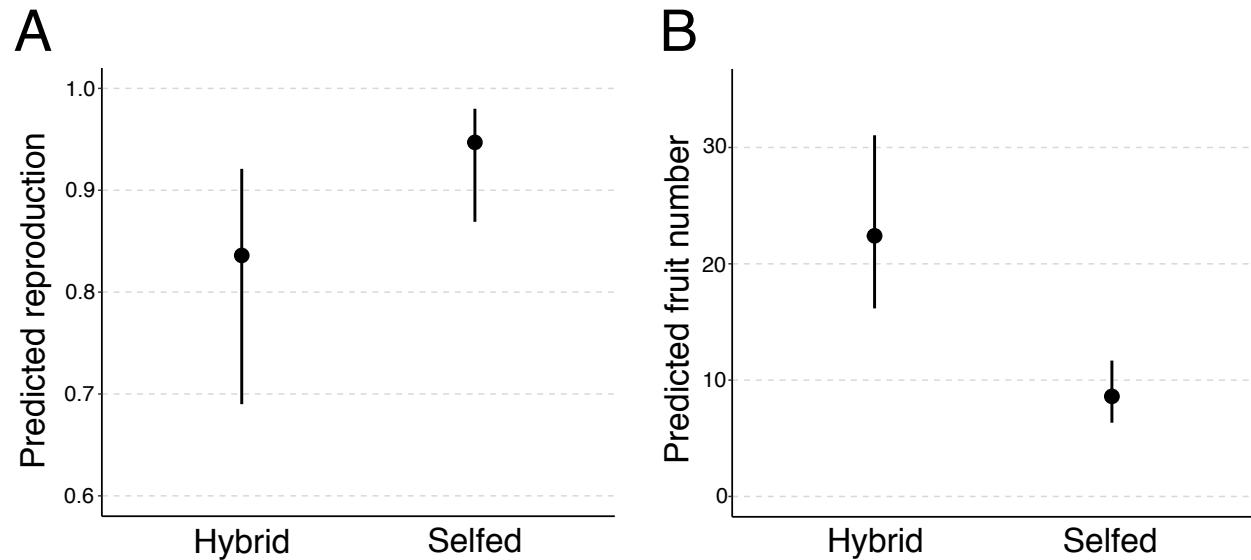 A
Predicted reproduction
1.0
0.9
0.8
0.7
0.6
Hybrid Selfed
B
Predicted fruit number
30
20
10
0
Hybrid Selfed